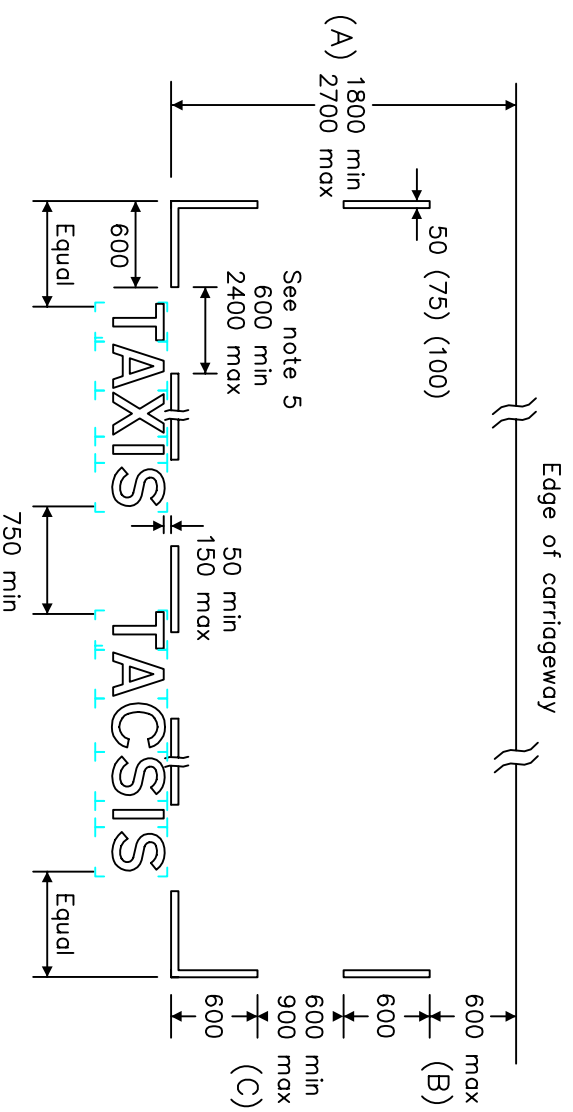 Edge of carriageway
(A) 1800 min
2700 max
50 (75) (100)
600 max
(B)
600
600 min
900 max
(C)
600
See note 5
600 min
2400 max
50 min
150 max
600
Equal
TAXIS
750 min
TACSIS
Equal